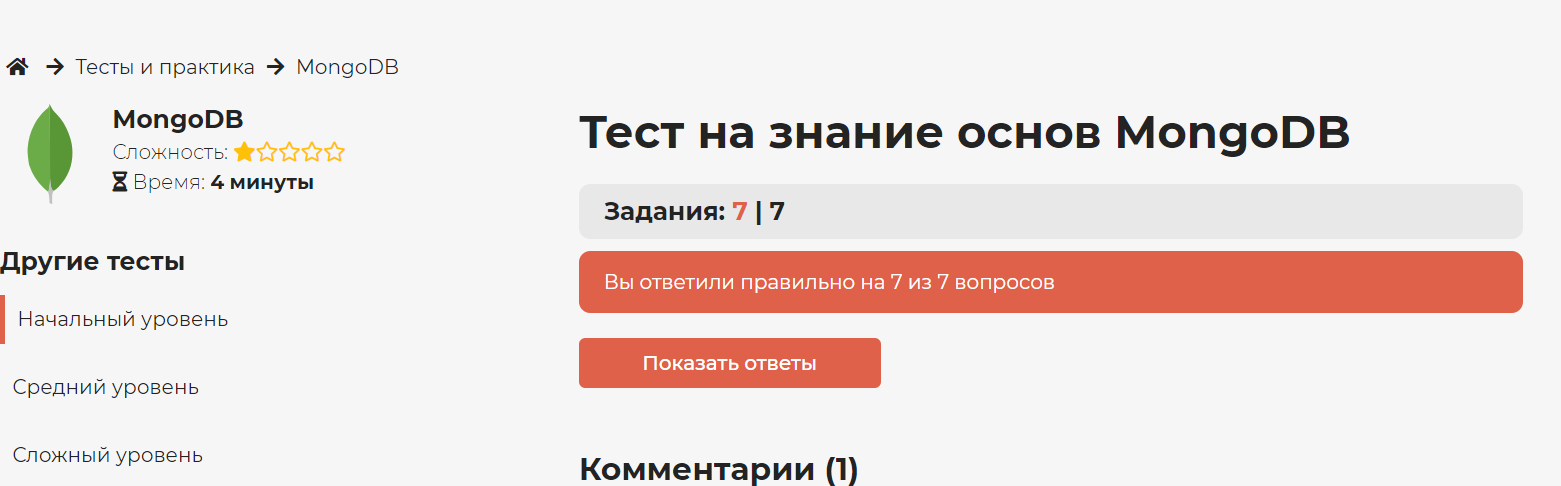 Тесты и практика MongoDB
MongoDB
Сложность:
Время: 4 минуты
Другие тесты
Начальный уровень
Средний уровень
Сложный уровень
Тест на знание основ MongoDB
Задания: 7 | 7
Вы ответили правильно на 7 из 7 вопросов
Показать ответы
Комментарии (1)